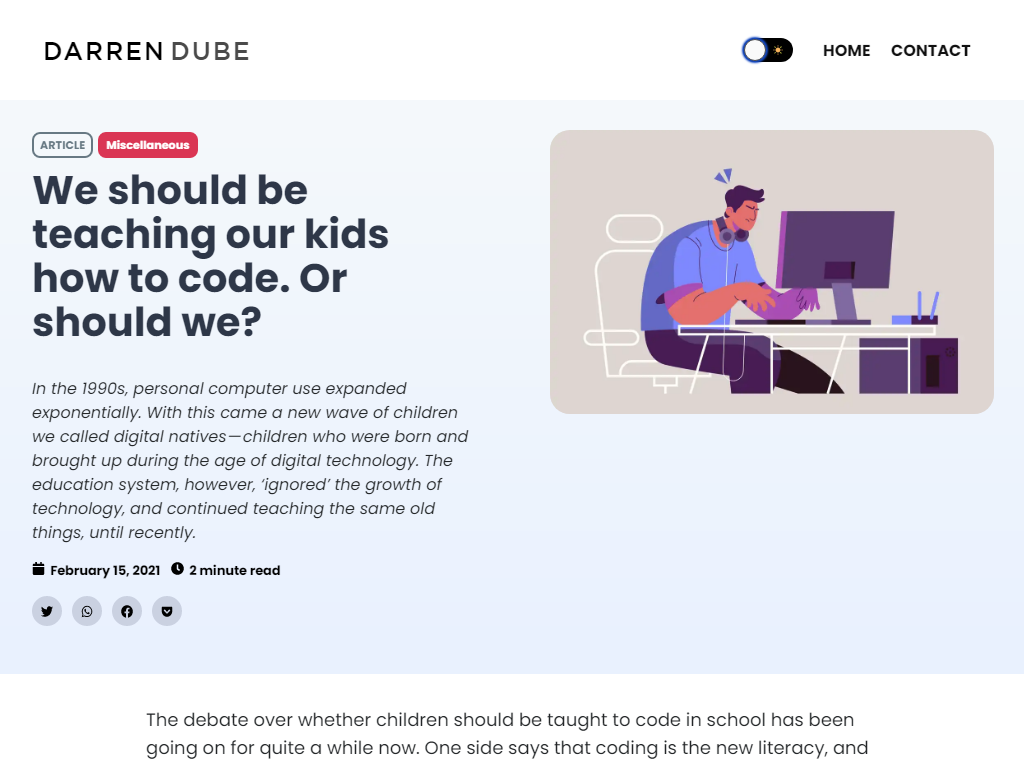 DARREN DUBE
HOME CONTACT
ARTICLE Miscellaneous
We should be
teaching our kids
how to code. Or
should we?
In the 1990s, personal computer use expanded
exponentially. With this came a new wave of children
we called digital natives—children who were born and
brought up during the age of digital technology. The
education system, however, ‘ignored’ the growth of
technology, and continued teaching the same old
things, until recently.
February 15, 2021 2 minute read
The debate over whether children should be taught to code in school has been
going on for quite a while now. One side says that coding is the new literacy, and